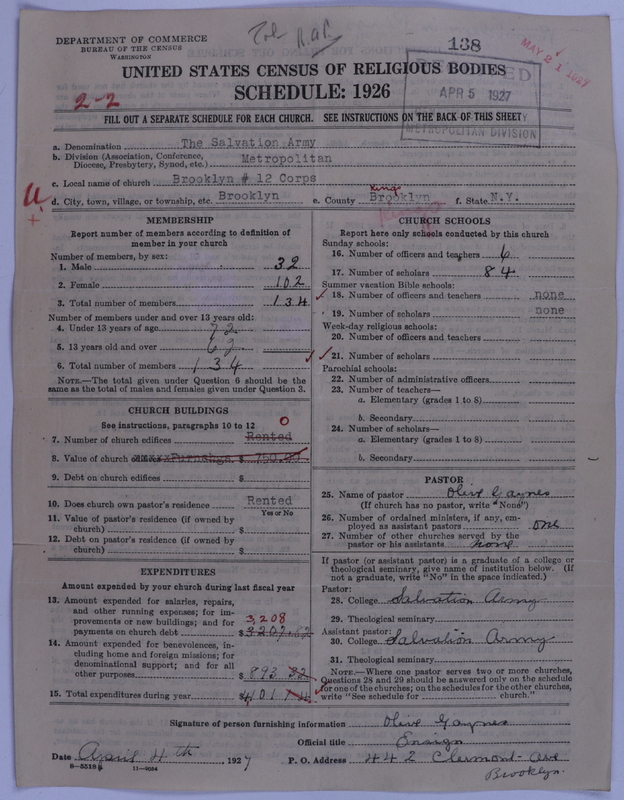 DEPARTMENT OF COMMERCE
BUREAU OF THE CENSUS
WASHINGTON
138
MAY 21 1927
UNITED STATES CENSUS OF RELIGIOUS BODIES
SCHEDULE: 1926
APR 5 1927
METROPOLITAN DIVISION
2-2
FILL OUT A SEPARATE SCHEDULE FOR EACH CHURCH. SEE INSTRUCTIONS ON THE BACK OF THIS SHEET
a. Denomination The Salvation Army
b. Division (Association, Conference, Diocese, Presbytery, Synod, etc.) Metropolitan
c. Local name of church Brooklyn # 12 Corps
Kings
d. City, town, village, or township, etc. Brooklyn e. County Brooklyn f. State N.Y.
MEMBERSHIP
Report number of members according to definition of
member in your church
Number of members, by sex:
1. Male 32
2. Female 102
3. Total number of members 134
Number of members under and over 13 years old:
4. Under 13 years of age 72
5. 13 years old and over 62
6. Total number of members 134
NOTE.—The total given under Question 6 should be the
same as the total of males and females given under Question 3.
CHURCH BUILDINGS
See instructions, paragraphs 10 to 12
0
7. Number of church edifices Rented
8. Value of church edifices Furnshgs $ 750.00
9. Debt on church edifices $
10. Does church own pastor's residence Rented
Yes or No
11. Value of pastor's residence (if owned by
church) $
12. Debt on pastor's residence (if owned by
church) $
EXPENDITURES
Amount expended by your church during last fiscal year
13. Amount expended for salaries, repairs,
and other running expenses; for im-
provements or new buildings; and for 3,208
payments on church debt $ 3207.62
14. Amount expended for benevolences, in-
cluding home and foreign missions; for
denominational support; and for all
other purposes $ 893.32
15. Total expenditures during year $ 4101
CHURCH SCHOOLS
Report here only schools conducted by this church
Sunday schools:
16. Number of officers and teachers 6
17. Number of scholars 84
Summer vacation Bible schools:
18. Number of officers and teachers none
19. Number of scholars none
Week-day religious schools:
20. Number of officers and teachers
21. Number of scholars
Parochial schools:
22. Number of administrative officers
23. Number of teachers—
a. Elementary (grades 1 to 8)
b. Secondary
24. Number of scholars—
a. Elementary (grades 1 to 8)
b. Secondary
PASTOR
25. Name of pastor Olive Gaynes
(If church has no pastor, write "None")
26. Number of ordained ministers, if any, em-
ployed as assistant pastors one
27. Number of other churches served by the
pastor or his assistants none
If pastor (or assistant pastor) is a graduate of a college or
theological seminary, give name of institution below. (If
not a graduate, write "No" in the space indicated.)
Pastor:
28. College Salvation Army
29. Theological seminary
Assistant pastor:
30. College Salvation Army
31. Theological seminary
NOTE.—Where one pastor serves two or more churches,
Questions 28 and 29 should be answered only on the schedule
for one of the churches; on the schedules for the other churches,
write "See schedule for church."
Signature of person furnishing information Olive Gaynes
Official title Ensign
Date April 4th, 1927 P. O. Address 442 Clermont Ave
Brooklyn.
11—9034